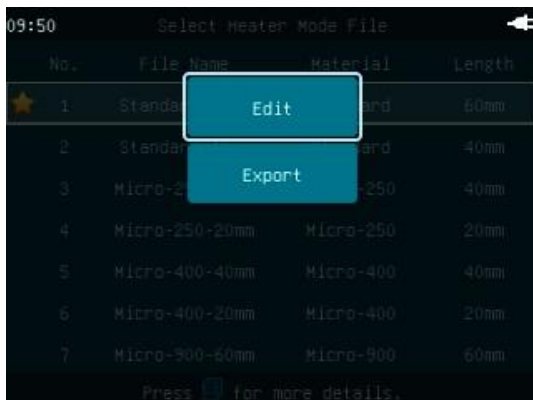 09:50 Select Heater Mode File
No. File Name Material Length
1 Standa ard 60mm
Edit
2 Standar ard 40mm
Export
3 Micro-2 -250 40mm
4 Micro-250-20mm Micro-250 20mm
5 Micro-400-40mm Micro-400 40mm
6 Micro-400-20mm Micro-400 20mm
7 Micro-900-60mm Micro-900 60mm
Press for more details.